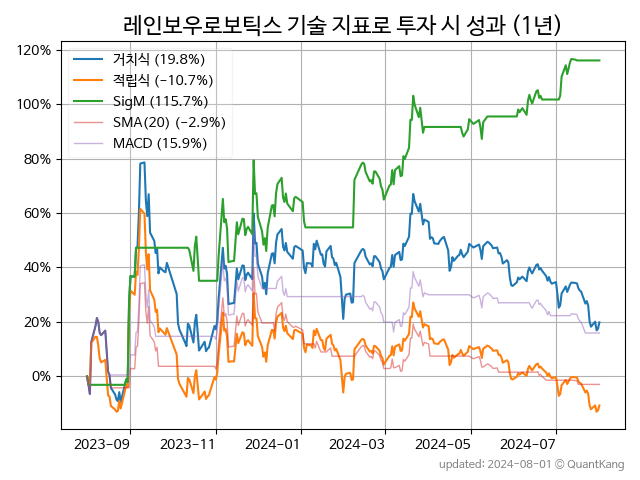 레인보우로보틱스 기술 지표로 투자 시 성과 (1년)
거치식 (19.8%)
적립식 (−10.7%)
SigM (115.7%)
SMA(20) (−2.9%)
MACD (15.9%)
120%
100%
80%
60%
40%
20%
0%
2023-09 2023-11 2024-01 2024-03 2024-05 2024-07
updated: 2024-08-01 © QuantKang